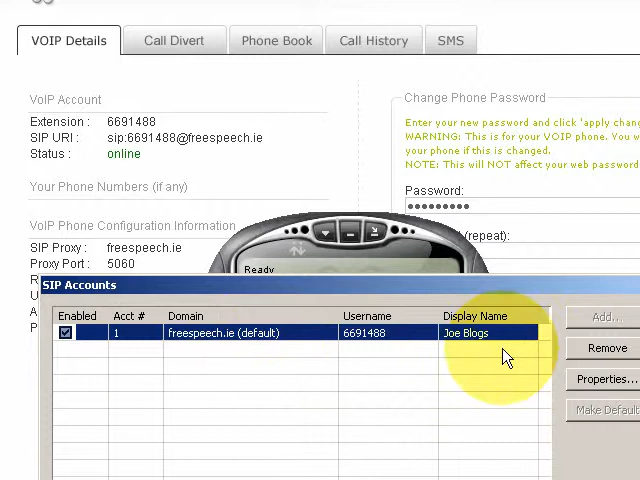 VOIP Details
Call Divert
Phone Book
Call History
SMS
VoIP Account
Extension : 6691488
SIP URI : sip:6691488@freespeech.ie
Status : online
Your Phone Numbers (if any)
VoIP Phone Configuration Information
SIP Proxy : freespeech.ie
Proxy Port : 5060
R
U
A
P
Change Phone Password
Enter your new password and click 'apply chang
WARNING: This is for your VOIP phone. You w
your phone if this is changed.
NOTE: This will NOT affect your web password
Password:
(repeat):
Ready
SIP Accounts
Enabled Acct # Domain Username Display Name
1 freespeech.ie (default) 6691488 Joe Blogs
Add...
Remove
Properties...
Make Default